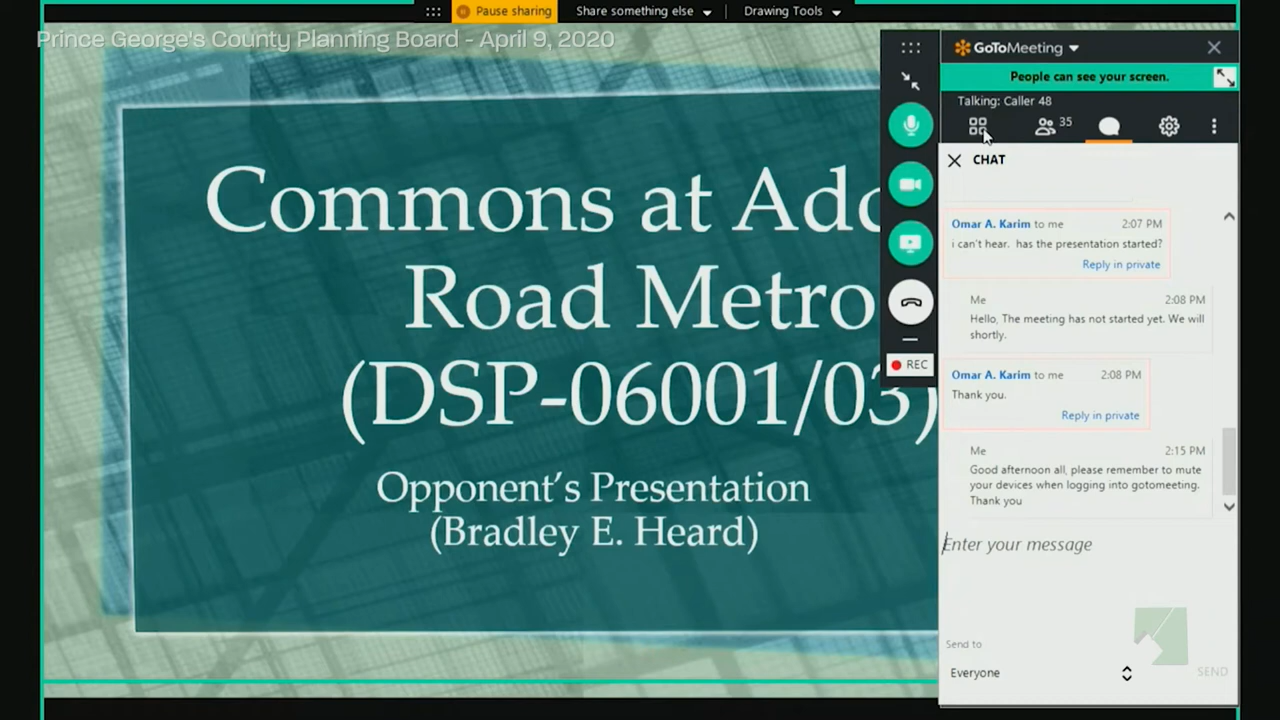 Pause sharing
Share something else
Drawing Tools
Prince George's County Planning Board - April 9, 2020
GoToMeeting
People can see your screen.
Talking: Caller 48
35
CHAT
Commons at Add
Road Metro
(DSP-06001/03)
Opponent's Presentation
(Bradley E. Heard)
REC
Omar A. Karim to me 2:07 PM
i can't hear. has the presentation started?
Reply in private
Me 2:08 PM
Hello, The meeting has not started yet. We will
shortly.
Omar A. Karim to me 2:08 PM
Thank you.
Reply in private
Me 2:15 PM
Good afternoon all, please remember to mute
your devices when logging into gotomeeting.
Thank you
Enter your message
Send to
Everyone
SEND